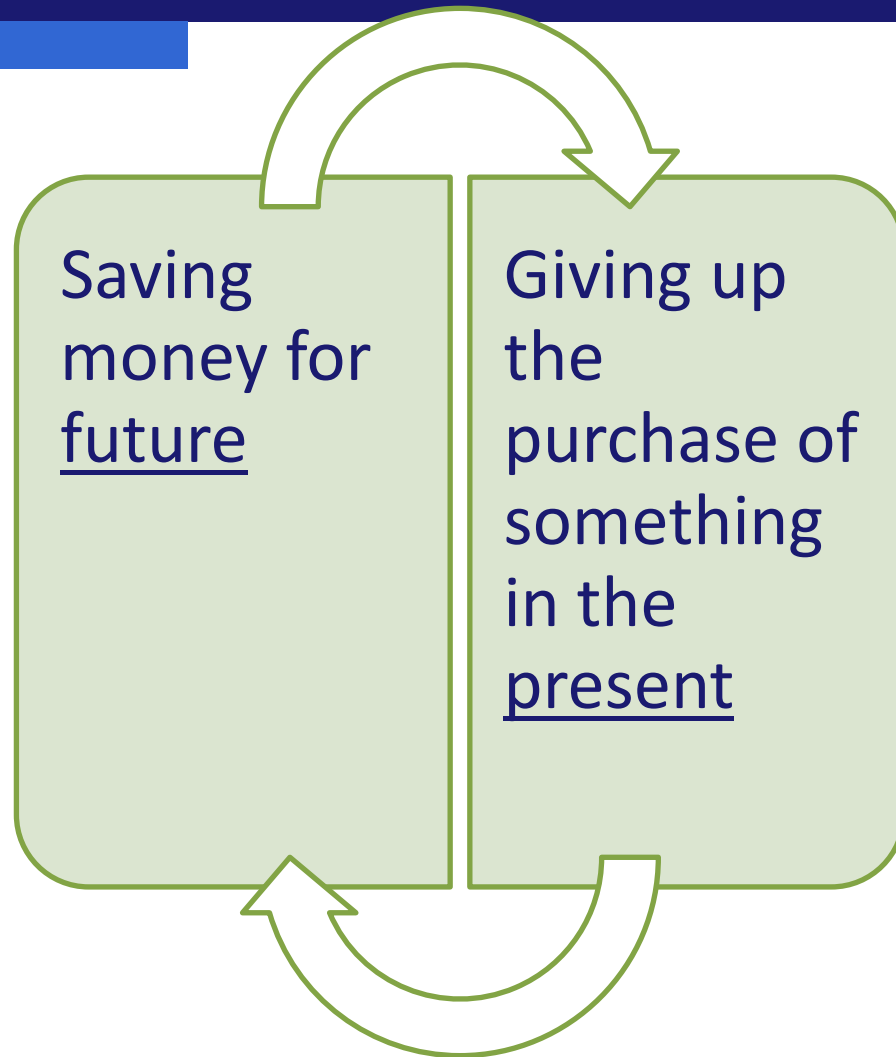 Saving
money for
future
Giving up
the
purchase of
something
in the
present